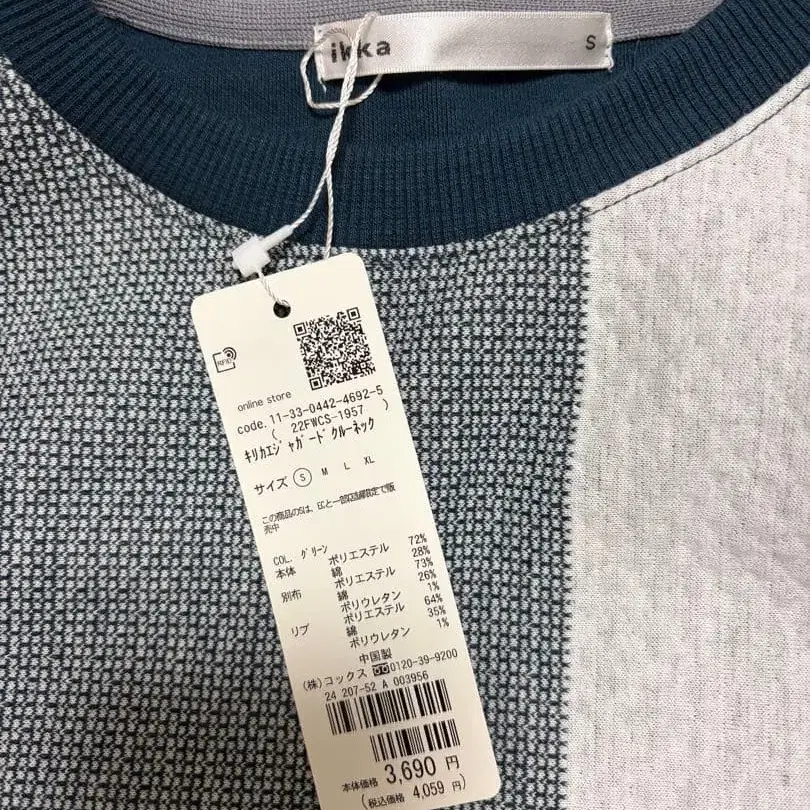 ikka
S
RFID
online store
code. 11-33-0442-4692-5
( 22FWCS-1957 )
ｷﾘｶｴｼﾞｬｶﾞｰﾄﾞｸﾙｰﾈｯｸ
サイズ S M L XL
この商品のSは、ECと一部店舗限定で販
売中
COL. ｸﾞﾘｰﾝ
本体 ポリエステル 72%
綿 28%
別布 ポリエステル 73%
綿 26%
ポリウレタン 1%
リブ ポリエステル 64%
綿 35%
ポリウレタン 1%
中国製
(株)コックス 0120-39-9200
24 207-52 A 003956
本体価格 3,690 円
(税込価格 4,059 円)